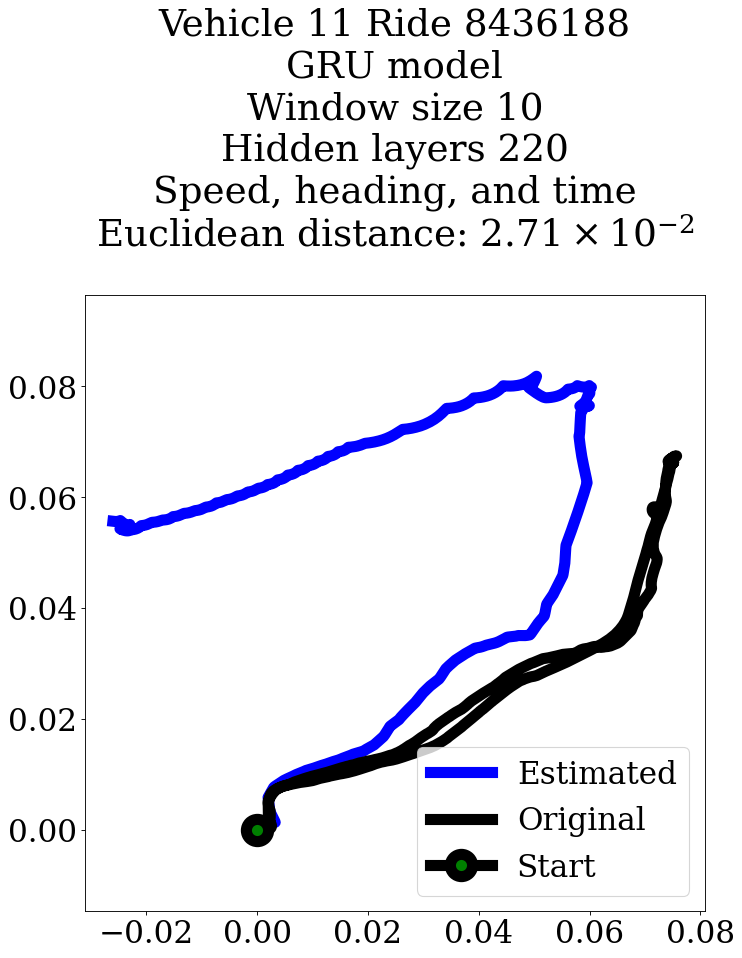 Vehicle 11 Ride 8436188
GRU model
Window size 10
Hidden layers 220
Speed, heading, and time
Euclidean distance: 2.71 × 10⁻²
0.08
0.06
0.04
0.02
0.00
Estimated
Original
Start
−0.02 0.00 0.02 0.04 0.06 0.08